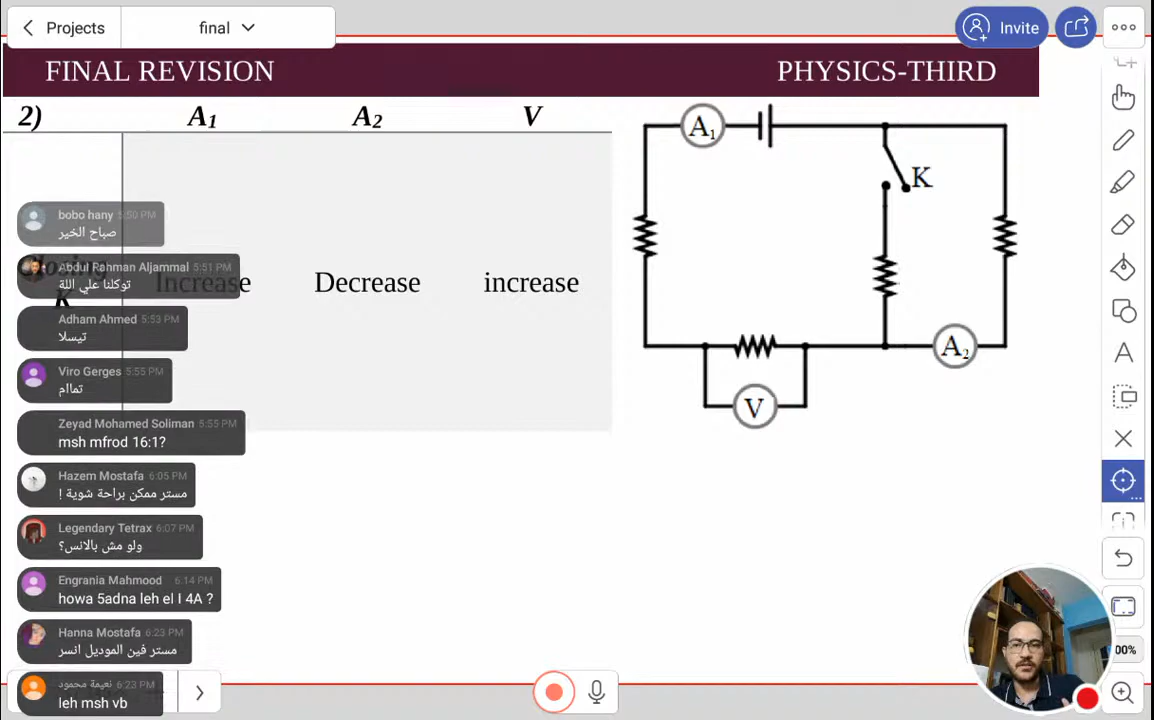 Projects
final
Invite
FINAL REVISION
PHYSICS-THIRD
2) A1 A2 V
Closing K
Increase Decrease increase
A1
K
A2
V
bobo hany 5:50 PM
صباح الخير
Abdul Rahman Aljammal 5:51 PM
توكلنا علي اللة
Adham Ahmed 5:53 PM
تيسلا
Viro Gerges 5:55 PM
تماام
Zeyad Mohamed Soliman 5:55 PM
msh mfrod 16:1?
Hazem Mostafa 6:05 PM
مستر ممكن براحة شوية !
Legendary Tetrax 6:07 PM
ولو مش بالانس؟
Engrania Mahmood 6:14 PM
howa 5adna leh el I 4A ?
Hanna Mostafa 6:23 PM
مستر فين الموديل انسر
نعيمة محمود 6:23 PM
leh msh vb
00%